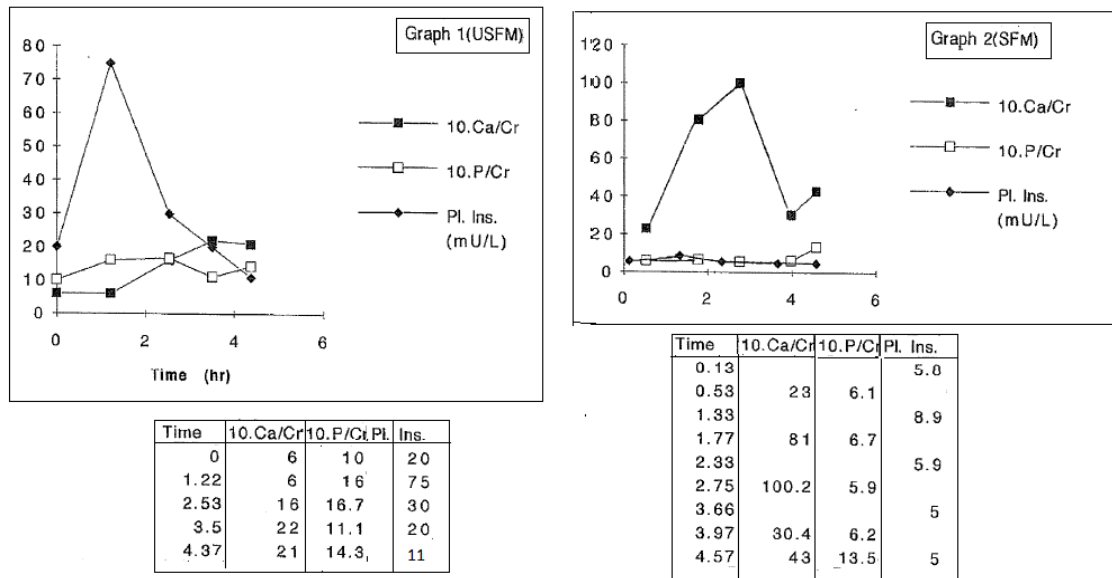 Graph 1(USFM)
80
70
60
50
40
30
20
10
0
0 2 4 6
Time (hr)
10.Ca/Cr
10.P/Cr
Pl. Ins.
(mU/L)
Time 10.Ca/Cr 10.P/Cr Pl. Ins.
0 6 10 20
1.22 6 16 75
2.53 16 16.7 30
3.5 22 11.1 20
4.37 21 14.3 11
Graph 2(SFM)
120
100
80
60
40
20
0
0 2 4 6
10.Ca/Cr
10.P/Cr
Pl. Ins.
(mU/L)
Time 10.Ca/Cr 10.P/Cr Pl. Ins.
0.13 5.8
0.53 23 6.1
1.33 8.9
1.77 81 6.7
2.33 5.9
2.75 100.2 5.9
3.66 5
3.97 30.4 6.2
4.57 43 13.5 5